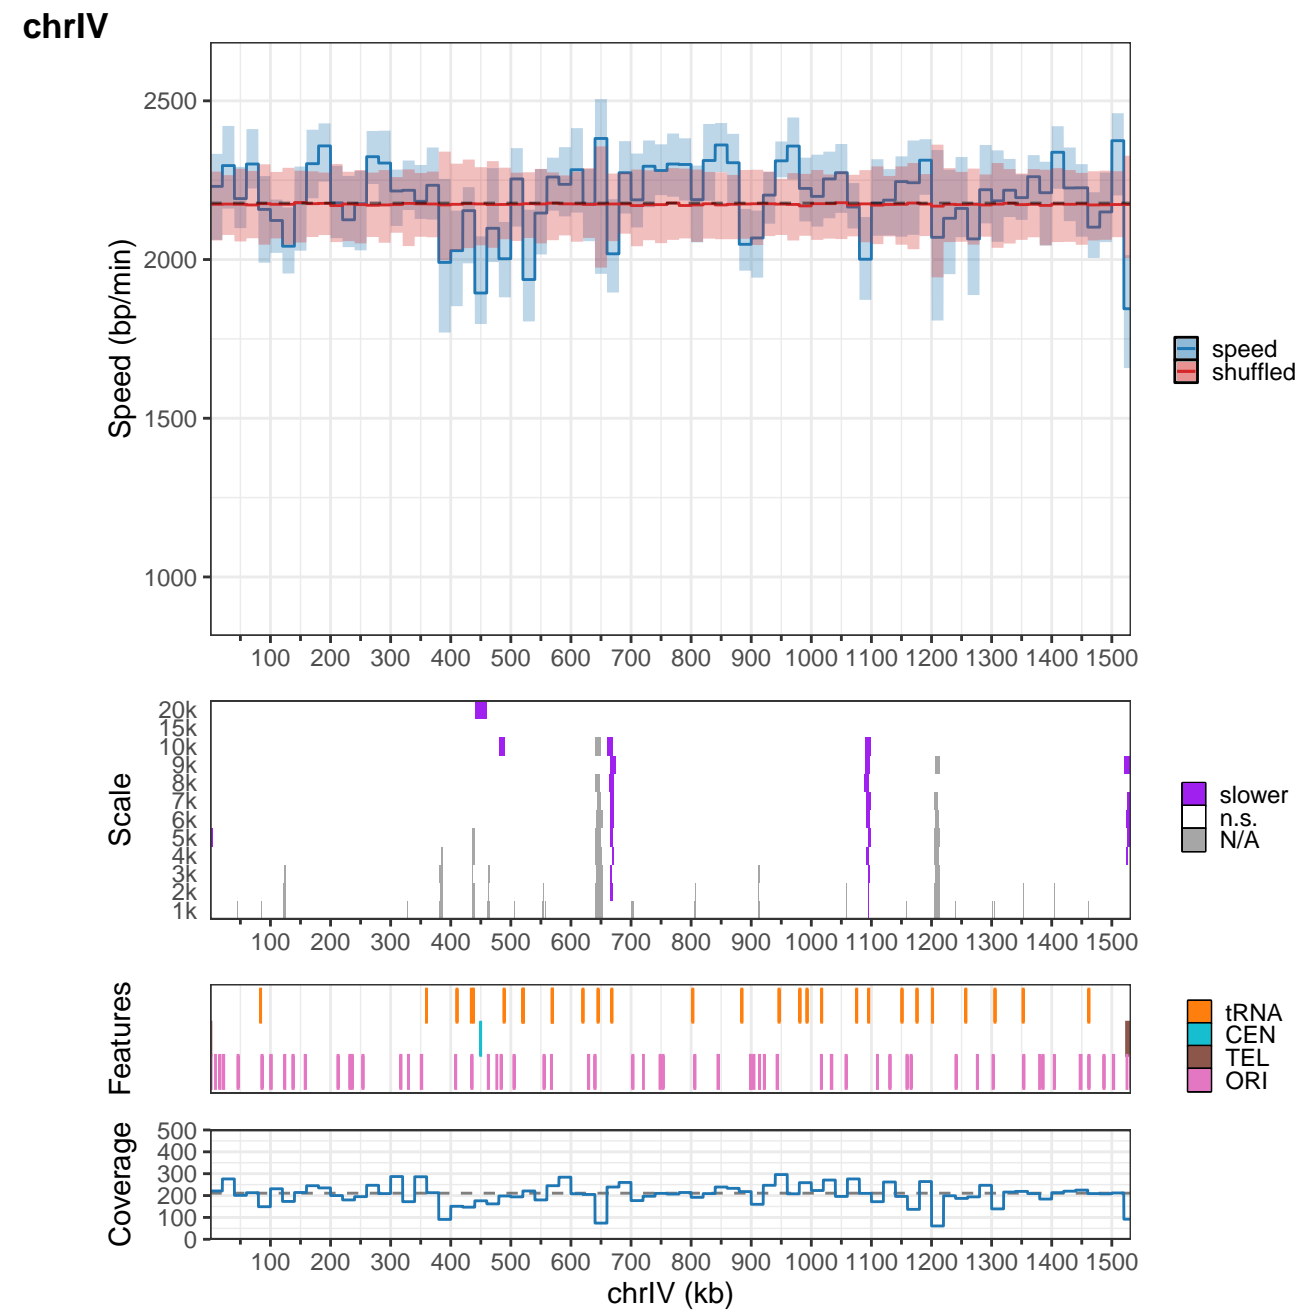 chrIV
2500
2000
1500
1000
Speed (bp/min)
100 200 300 400 500 600 700 800 900 1000 1100 1200 1300 1400 1500
speed
shuffled
20k
15k
10k
9k
8k
7k
6k
5k
4k
3k
2k
1k
Scale
100 200 300 400 500 600 700 800 900 1000 1100 1200 1300 1400 1500
slower
n.s.
N/A
Features
tRNA
CEN
TEL
ORI
500
400
300
200
100
0
Coverage
100 200 300 400 500 600 700 800 900 1000 1100 1200 1300 1400 1500
chrIV (kb)